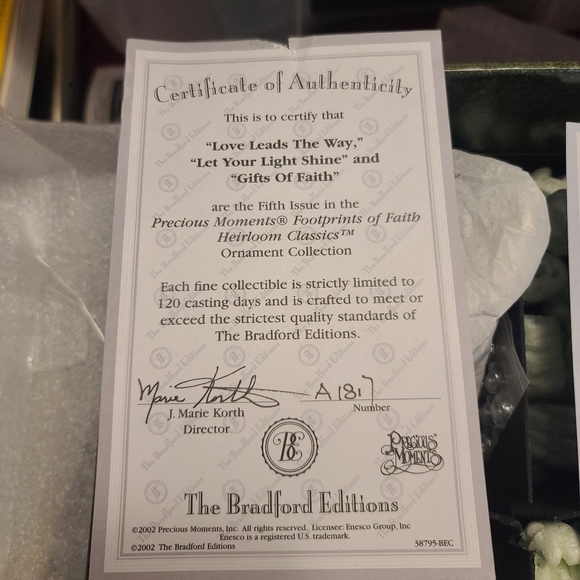 Certificate of Authenticity
This is to certify that
"Love Leads The Way,"
"Let Your Light Shine" and
"Gifts Of Faith"
are the Fifth Issue in the
Precious Moments® Footprints of Faith
Heirloom Classics™
Ornament Collection
Each fine collectible is strictly limited to
120 casting days and is crafted to meet or
exceed the strictest quality standards of
The Bradford Editions.
Marie Korth A1817
J. Marie Korth Number
Director
BE
PRECIOUS
MOMENTS
The Bradford Editions
©2002 Precious Moments, Inc. All rights reserved. Licensee: Enesco Group, Inc
Enesco is a registered U.S. trademark.
©2002 The Bradford Editions 38795-BEC